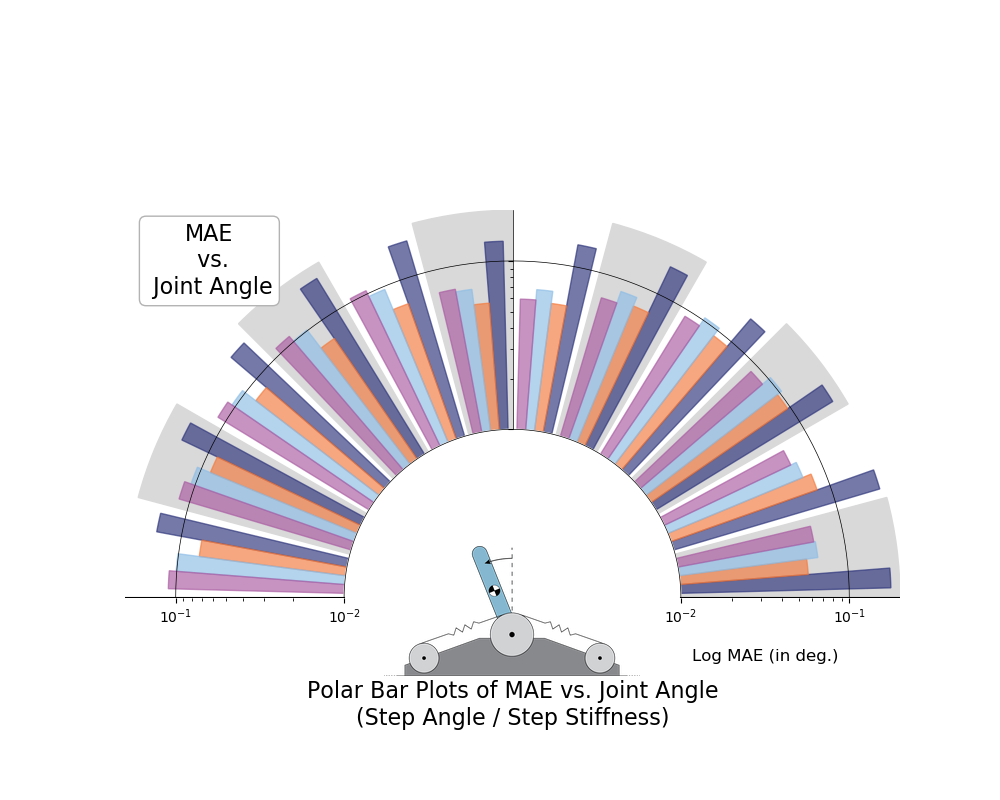 MAE
vs.
Joint Angle
10⁻¹ 10⁻² 10⁻² 10⁻¹
Log MAE (in deg.)
Polar Bar Plots of MAE vs. Joint Angle
(Step Angle / Step Stiffness)